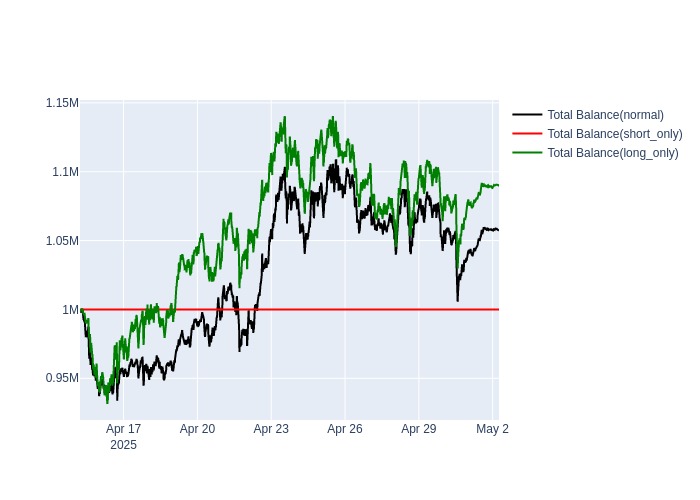 1.15M
1.1M
1.05M
1M
0.95M
Apr 17
2025
Apr 20
Apr 23
Apr 26
Apr 29
May 2
Total Balance(normal)
Total Balance(short_only)
Total Balance(long_only)